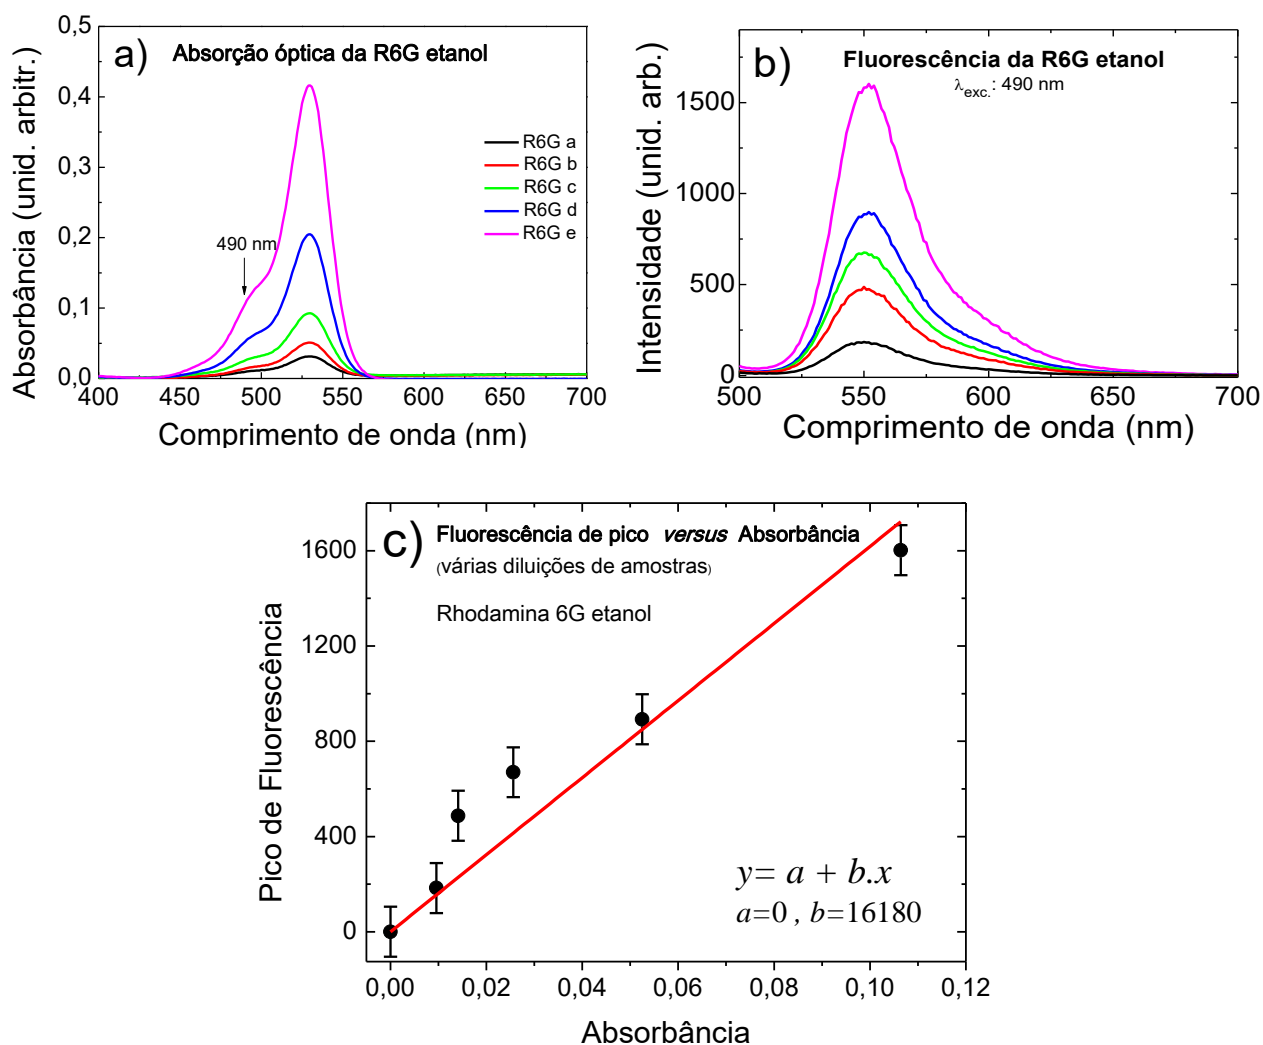 a) Absorção óptica da R6G etanol
Absorbância (unid. arbitr.)
0,5
0,4
0,3
0,2
0,1
0,0
490 nm
R6G a
R6G b
R6G c
R6G d
R6G e
400 450 500 550 600 650 700
Comprimento de onda (nm)
b) Fluorescência da R6G etanol
λexc.: 490 nm
Intensidade (unid. arb.)
1500
1000
500
0
500 550 600 650 700
Comprimento de onda (nm)
c) Fluorescência de pico versus Absorbância
(várias diluições de amostras)
Rhodamina 6G etanol
Pico de Fluorescência
1600
1200
800
400
0
y= a + b.x
a=0 , b=16180
0,00 0,02 0,04 0,06 0,08 0,10 0,12
Absorbância